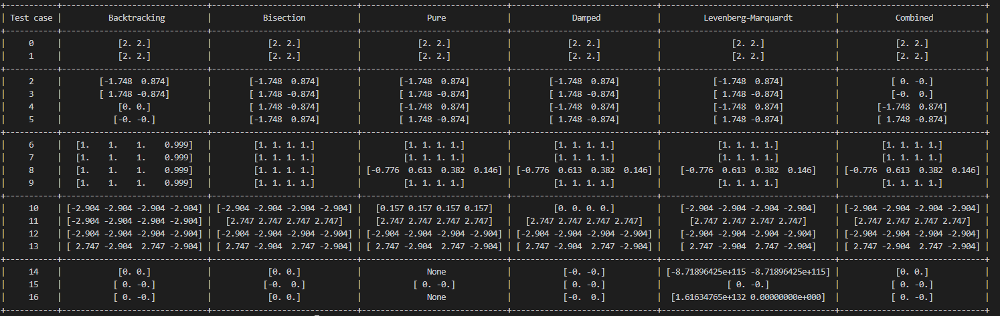 | Test case | Backtracking | Bisection | Pure | Damped | Levenberg-Marquardt | Combined |
| 0 | [2. 2.] | [2. 2.] | [2. 2.] | [2. 2.] | [2. 2.] | [2. 2.] |
| 1 | [2. 2.] | [2. 2.] | [2. 2.] | [2. 2.] | [2. 2.] | [2. 2.] |
| 2 | [-1.748  0.874] | [-1.748  0.874] | [-1.748  0.874] | [-1.748  0.874] | [-1.748  0.874] | [ 0. -0.] |
| 3 | [ 1.748 -0.874] | [ 1.748 -0.874] | [ 1.748 -0.874] | [ 1.748 -0.874] | [ 1.748 -0.874] | [-0.  0.] |
| 4 | [0. 0.] | [ 1.748 -0.874] | [-1.748  0.874] | [ 1.748 -0.874] | [-1.748  0.874] | [-1.748  0.874] |
| 5 | [-0. -0.] | [-1.748  0.874] | [ 1.748 -0.874] | [ 1.748 -0.874] | [ 1.748 -0.874] | [ 1.748 -0.874] |
| 6 | [1.    1.    1.    0.999] | [1. 1. 1. 1.] | [1. 1. 1. 1.] | [1. 1. 1. 1.] | [1. 1. 1. 1.] | [1. 1. 1. 1.] |
| 7 | [1.    1.    1.    0.999] | [1. 1. 1. 1.] | [1. 1. 1. 1.] | [1. 1. 1. 1.] | [1. 1. 1. 1.] | [1. 1. 1. 1.] |
| 8 | [1.    1.    1.    0.999] | [1. 1. 1. 1.] | [-0.776  0.613  0.382  0.146] | [-0.776  0.613  0.382  0.146] | [-0.776  0.613  0.382  0.146] | [-0.776  0.613  0.382  0.146] |
| 9 | [1.    1.    1.    0.999] | [1. 1. 1. 1.] | [1. 1. 1. 1.] | [1. 1. 1. 1.] | [1. 1. 1. 1.] | [1. 1. 1. 1.] |
| 10 | [-2.904 -2.904 -2.904 -2.904] | [-2.904 -2.904 -2.904 -2.904] | [0.157 0.157 0.157 0.157] | [0. 0. 0. 0.] | [-2.904 -2.904 -2.904 -2.904] | [-2.904 -2.904 -2.904 -2.904] |
| 11 | [-2.904 -2.904 -2.904 -2.904] | [2.747 2.747 2.747 2.747] | [2.747 2.747 2.747 2.747] | [2.747 2.747 2.747 2.747] | [2.747 2.747 2.747 2.747] | [2.747 2.747 2.747 2.747] |
| 12 | [-2.904 -2.904 -2.904 -2.904] | [-2.904 -2.904 -2.904 -2.904] | [-2.904 -2.904 -2.904 -2.904] | [-2.904 -2.904 -2.904 -2.904] | [-2.904 -2.904 -2.904 -2.904] | [-2.904 -2.904 -2.904 -2.904] |
| 13 | [ 2.747 -2.904  2.747 -2.904] | [ 2.747 -2.904  2.747 -2.904] | [ 2.747 -2.904  2.747 -2.904] | [ 2.747 -2.904  2.747 -2.904] | [ 2.747 -2.904  2.747 -2.904] | [ 2.747 -2.904  2.747 -2.904] |
| 14 | [0. 0.] | [0. 0.] | None | [-0. -0.] | [-8.71896425e+115 -8.71896425e+115] | [0. 0.] |
| 15 | [ 0. -0.] | [-0.  0.] | [ 0. -0.] | [ 0. -0.] | [ 0. -0.] | [ 0. -0.] |
| 16 | [ 0. -0.] | [0. 0.] | None | [-0.  0.] | [1.61634765e+132 0.00000000e+000] | [ 0. -0.] |